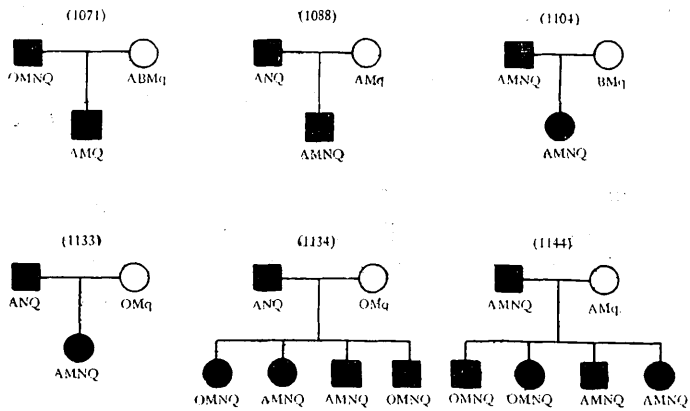 (1071) (1088) (1104)
OMNQ ABMq ANQ AMq AMNQ BMq
AMQ AMNQ AMNQ
(1133) (1134) (1144)
ANQ OMq ANQ OMq AMNQ AMq
AMNQ
OMNQ AMNQ AMNQ OMNQ OMNQ OMNQ AMNQ AMNQ